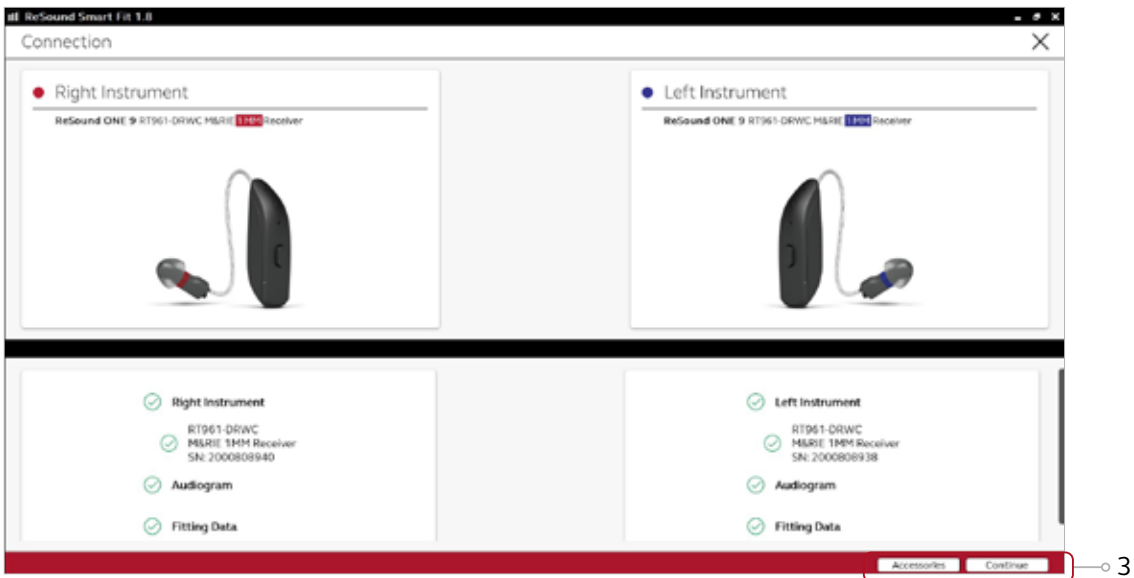 ReSound Smart Fit 1.8
Connection
Right Instrument
ReSound ONE 9 RT961-DRWC M&RIE 1MM Receiver
Left Instrument
ReSound ONE 9 RT961-DRWC M&RIE 1MM Receiver
Right Instrument
RT961-DRWC
M&RIE 1MM Receiver
SN: 2000808940
Audiogram
Fitting Data
Left Instrument
RT961-DRWC
M&RIE 1MM Receiver
SN: 2000808938
Audiogram
Fitting Data
Accessories
Continue
3